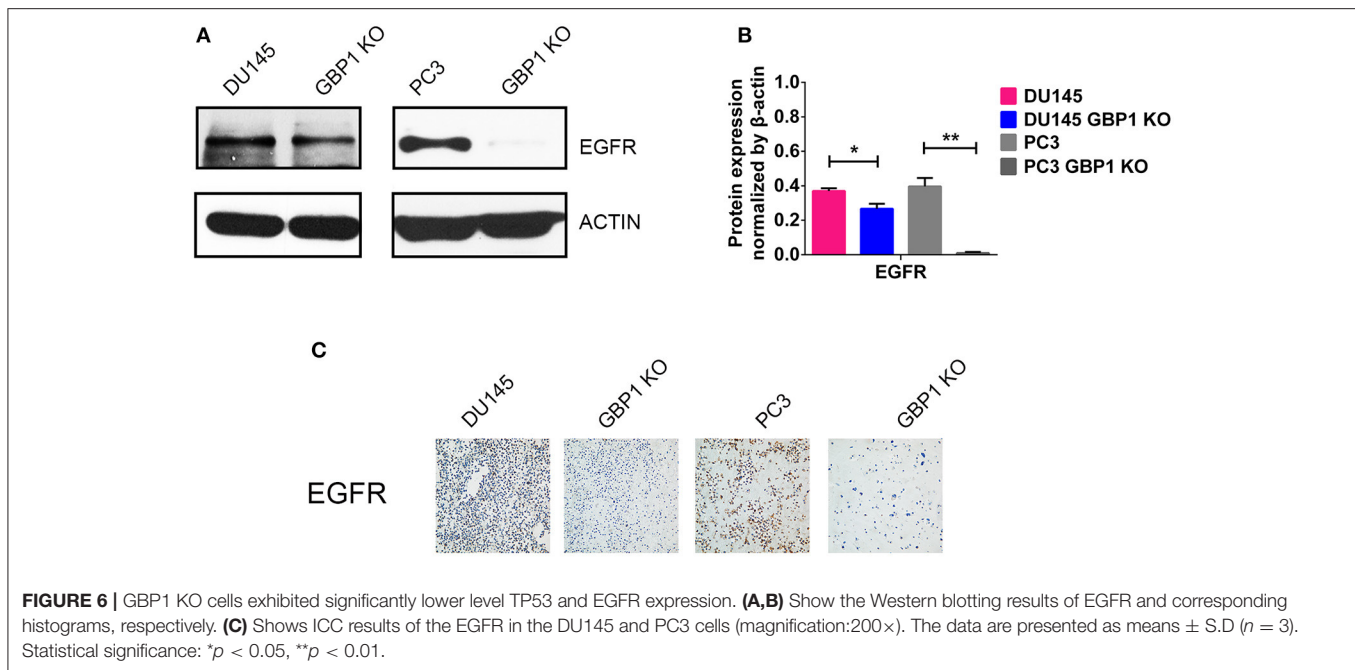 A
DU145
GBP1 KO
PC3
GBP1 KO
EGFR
ACTIN
B
Protein expression
normalized by β-actin
1.0
0.8
0.6
0.4
0.2
0.0
*
**
EGFR
DU145
DU145 GBP1 KO
PC3
PC3 GBP1 KO
C
DU145
GBP1 KO
PC3
GBP1 KO
EGFR
FIGURE 6 | GBP1 KO cells exhibited significantly lower level TP53 and EGFR expression. (A,B) Show the Western blotting results of EGFR and corresponding
histograms, respectively. (C) Shows ICC results of the EGFR in the DU145 and PC3 cells (magnification:200×). The data are presented as means ± S.D (n = 3).
Statistical significance: *p < 0.05, **p < 0.01.